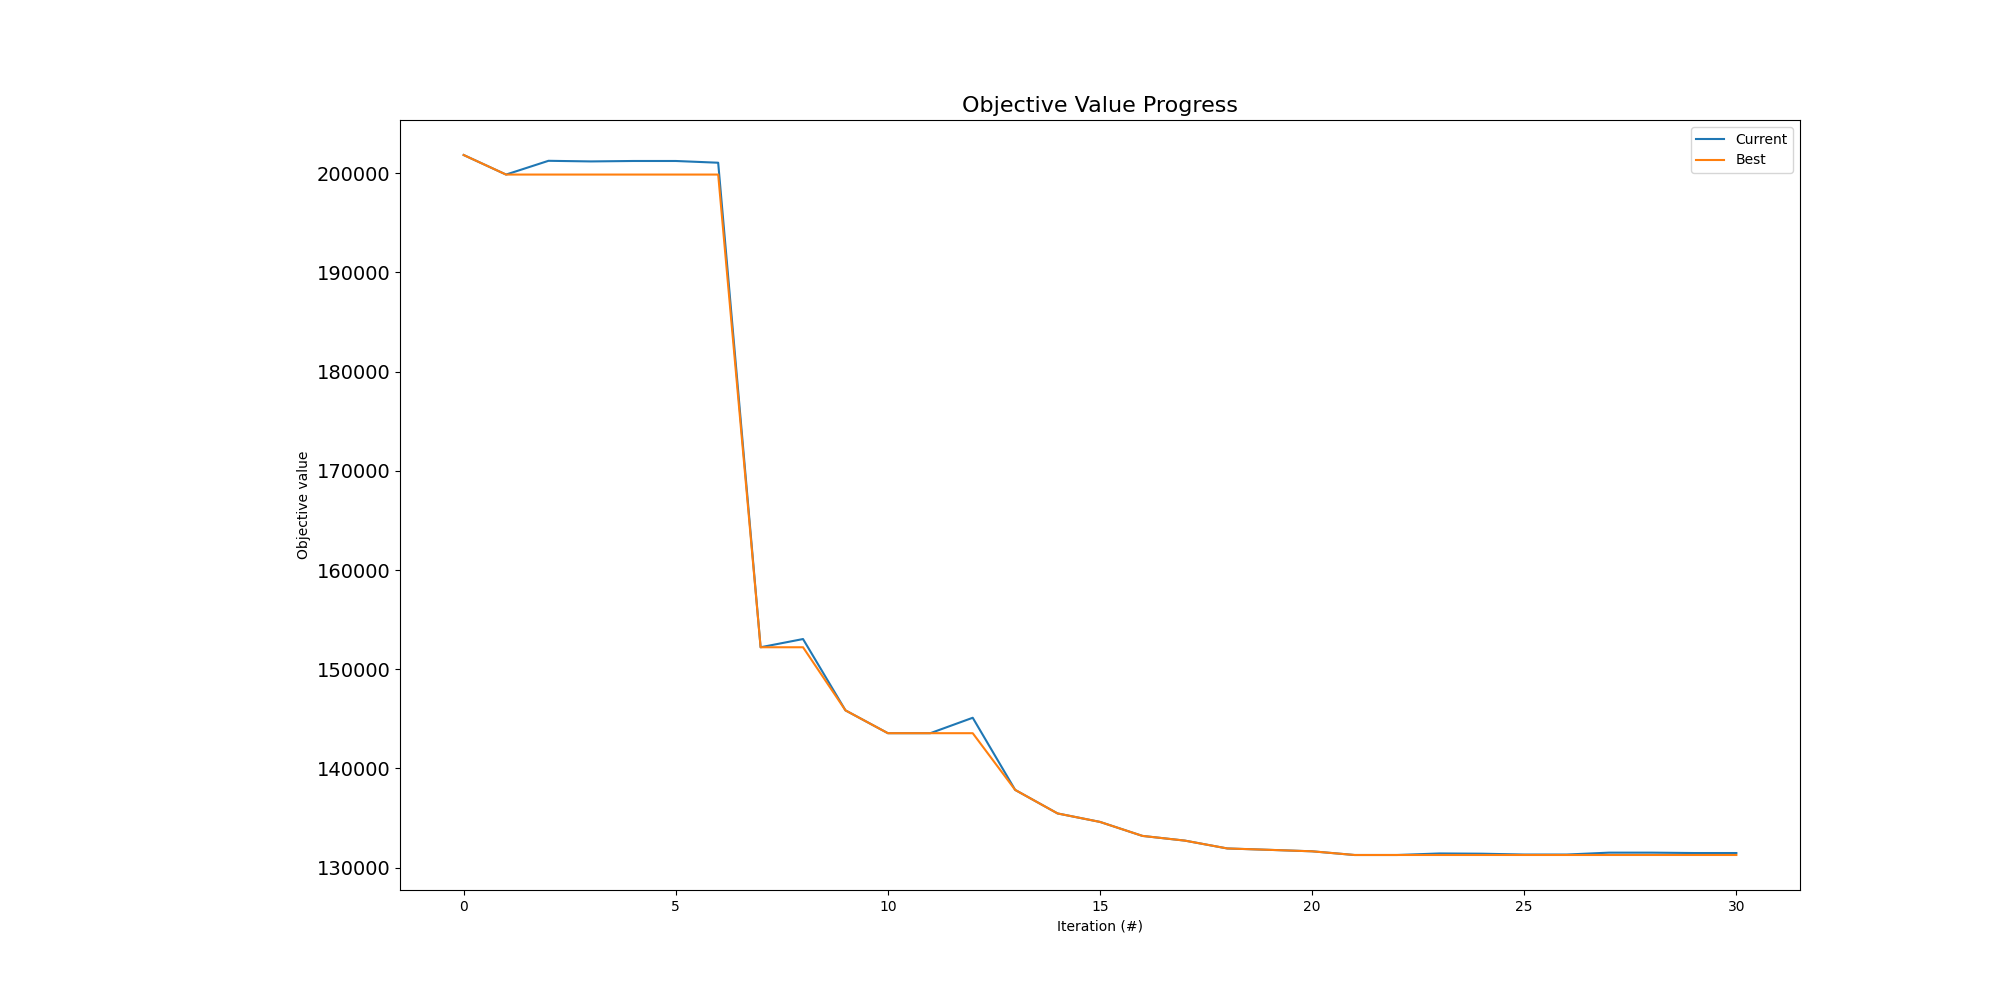 Objective Value Progress
Current
Best
200000
190000
180000
170000
160000
150000
140000
130000
Objective value
0 5 10 15 20 25 30
Iteration (#)